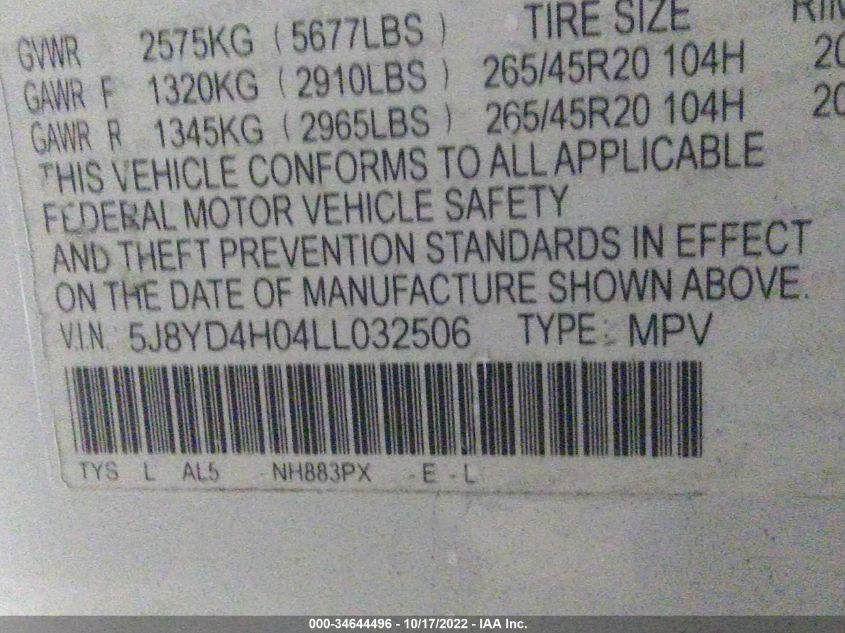 GVWR 2575KG ( 5677LBS ) TIRE SIZE
GAWR F 1320KG ( 2910LBS ) 265/45R20 104H 20
GAWR R 1345KG ( 2965LBS ) 265/45R20 104H 20
THIS VEHICLE CONFORMS TO ALL APPLICABLE
FEDERAL MOTOR VEHICLE SAFETY
AND THEFT PREVENTION STANDARDS IN EFFECT
ON THE DATE OF MANUFACTURE SHOWN ABOVE.
V.I.N. 5J8YD4H04LL032506 TYPE: MPV
TYS L AL5 NH883PX - E - L
000-34644496 - 10/17/2022 - IAA Inc.